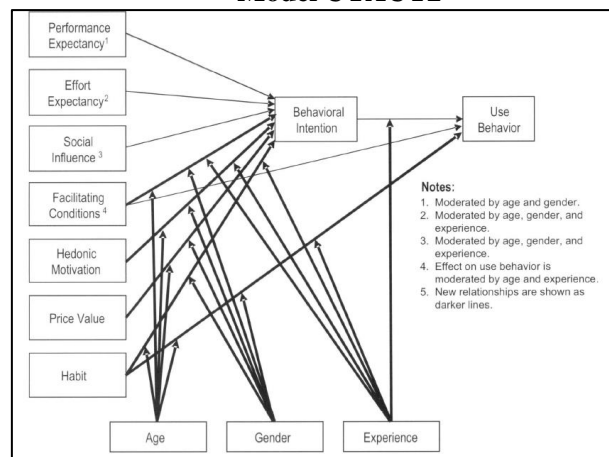 Performance
Expectancy1
Effort
Expectancy2
Social
Influence 3
Facilitating
Conditions 4
Hedonic
Motivation
Price Value
Habit
Behavioral
Intention
Use
Behavior
Notes:
1. Moderated by age and gender.
2. Moderated by age, gender, and
experience.
3. Moderated by age, gender, and
experience.
4. Effect on use behavior is
moderated by age and experience.
5. New relationships are shown as
darker lines.
Age
Gender
Experience